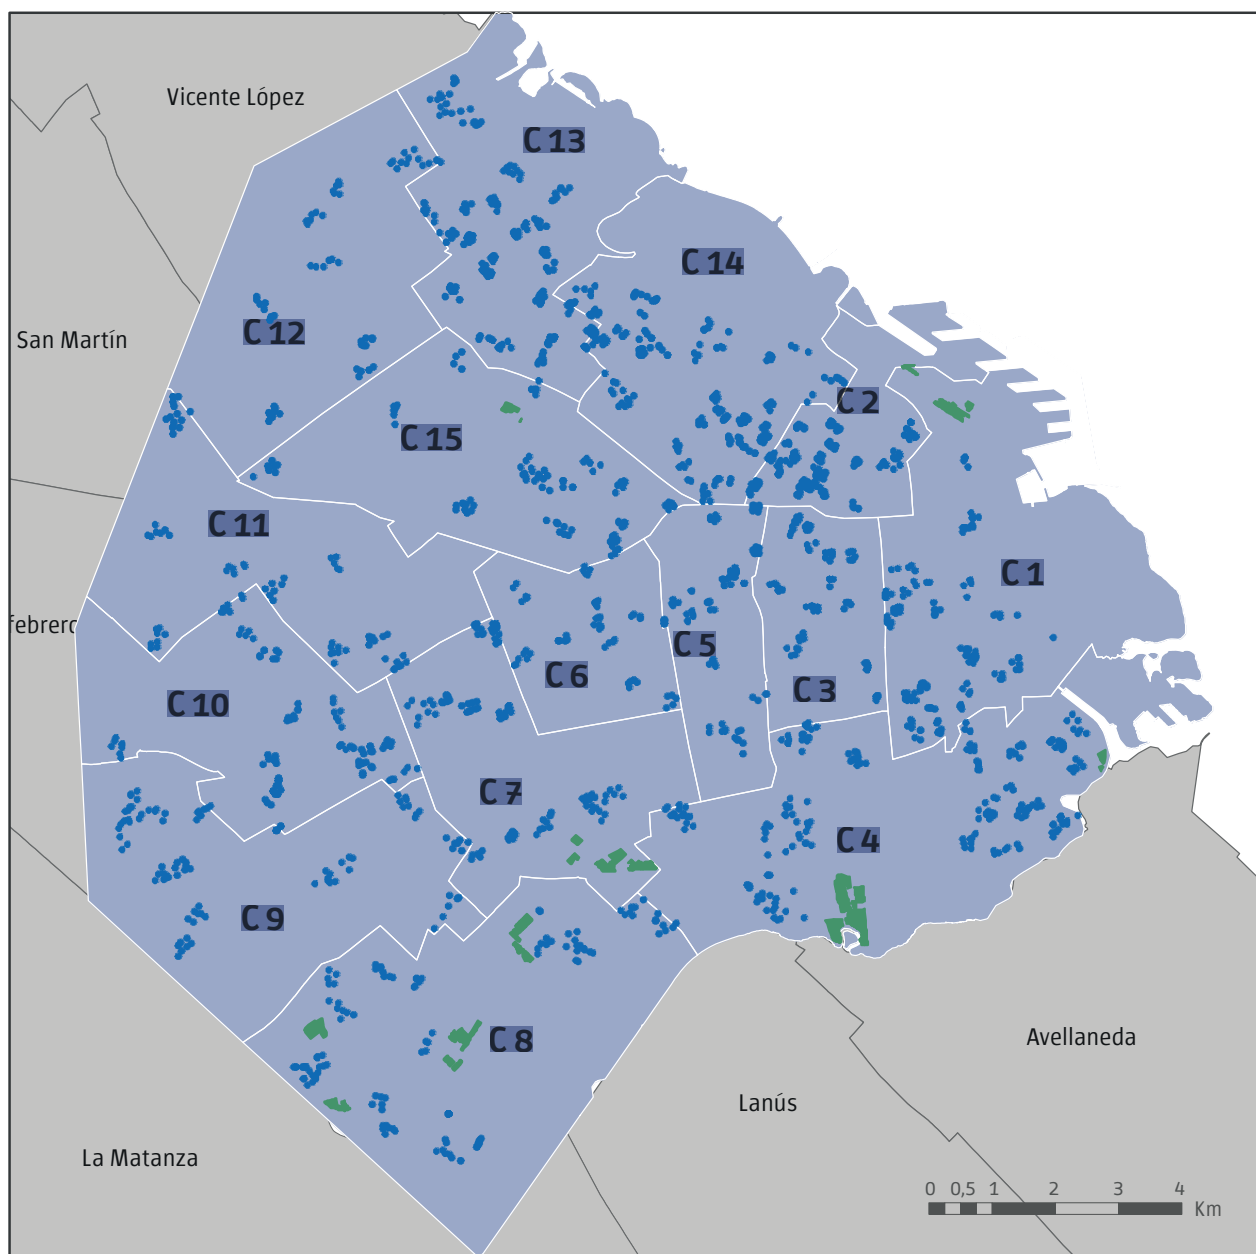 Vicente López
C 13
C 14
C 12
San Martín
C 2
C 15
C 11
C 1
febrero
C 5
C 6
C 3
C 10
C 7
C 4
C 9
C 8
Avellaneda
Lanús
La Matanza
0 0,5 1 2 3 4
Km